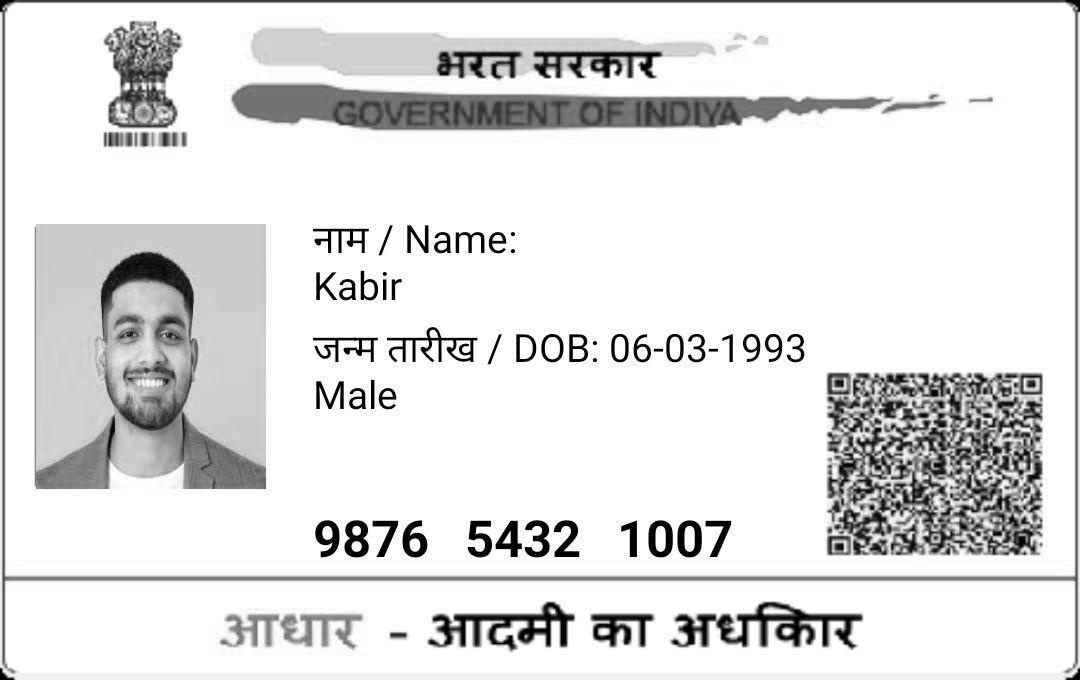 भरत सरकार
GOVERNMENT OF INDIYA
नाम / Name:
Kabir
जन्म तारीख / DOB: 06-03-1993
Male
9876 5432 1007
आधार - आदमी का अधकिार